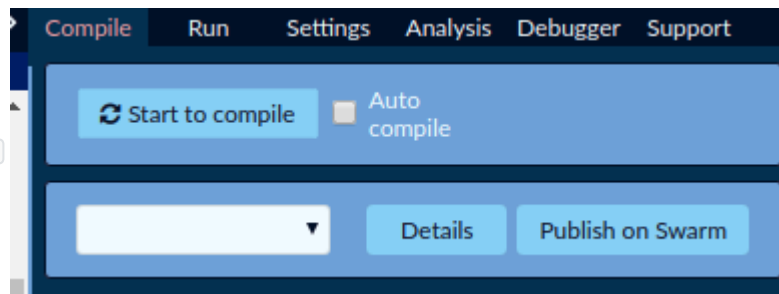 Compile Run Settings Analysis Debugger Support
Start to compile
Auto
compile
Details Publish on Swarm